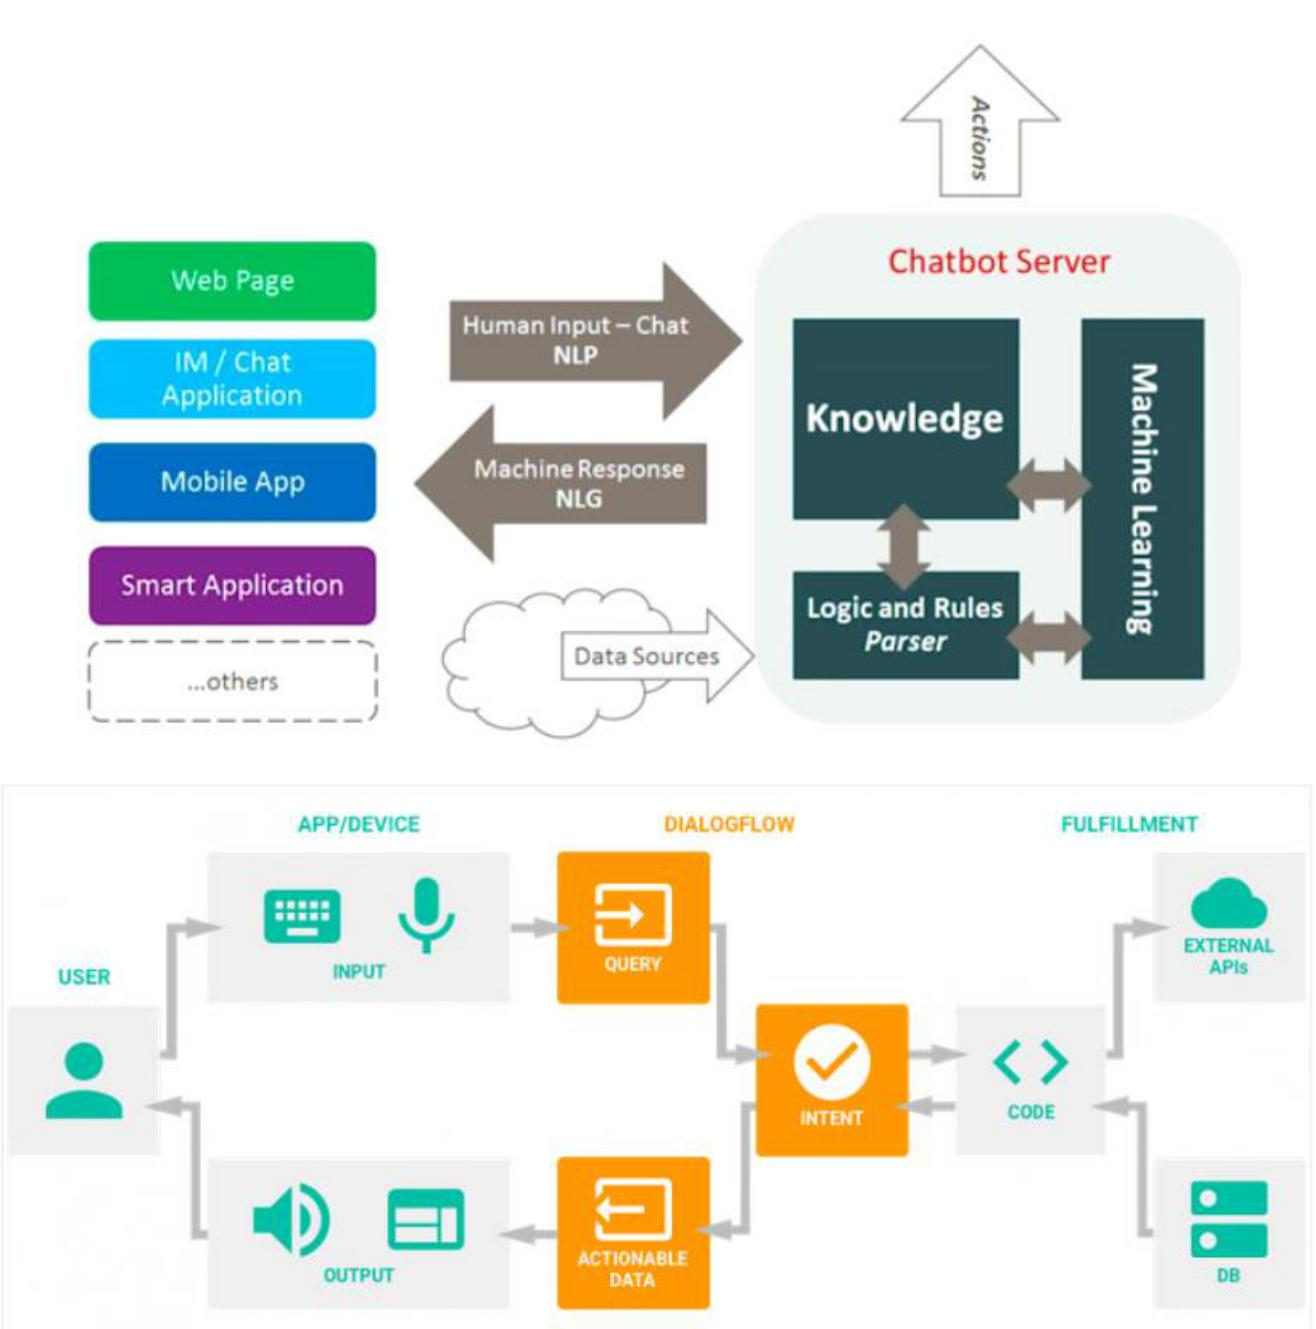 Actions
Chatbot Server
Web Page
IM / Chat
Application
Mobile App
Smart Application
...others
Human Input – Chat
NLP
Machine Response
NLG
Data Sources
Knowledge
Logic and Rules
Parser
Machine Learning
APP/DEVICE
DIALOGFLOW
FULFILLMENT
USER
INPUT
QUERY
INTENT
CODE
EXTERNAL
APIs
OUTPUT
ACTIONABLE
DATA
DB